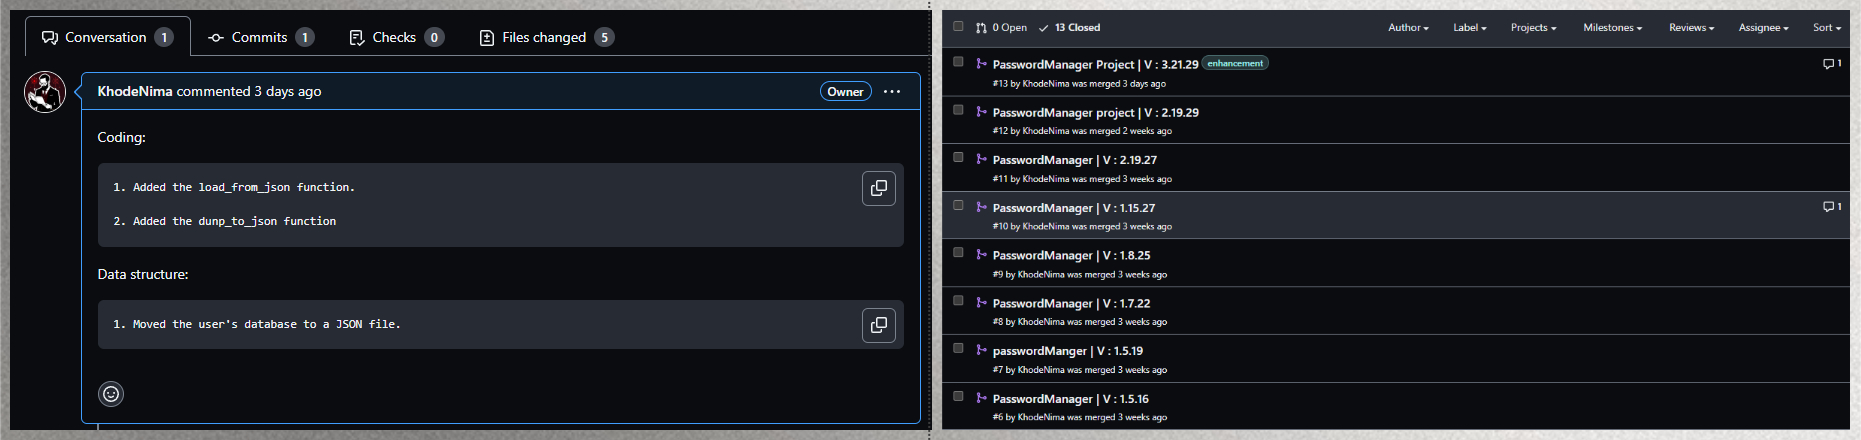 Conversation 1 Commits 1 Checks 0 Files changed 5
KhodeNima commented 3 days ago Owner
Coding:
1. Added the load_from_json function.
2. Added the dunp_to_json function
Data structure:
1. Moved the user's database to a JSON file.
0 Open 13 Closed Author Label Projects Milestones Reviews Assignee Sort
PasswordManager Project | V : 3.21.29 enhancement 1
#13 by KhodeNima was merged 3 days ago
PasswordManager project | V : 2.19.29
#12 by KhodeNima was merged 2 weeks ago
PasswordManager | V : 2.19.27
#11 by KhodeNima was merged 3 weeks ago
PasswordManager | V : 1.15.27 1
#10 by KhodeNima was merged 3 weeks ago
PasswordManager | V : 1.8.25
#9 by KhodeNima was merged 3 weeks ago
PasswordManager | V : 1.7.22
#8 by KhodeNima was merged 3 weeks ago
passwordManger | V : 1.5.19
#7 by KhodeNima was merged 3 weeks ago
PasswordManager | V : 1.5.16
#6 by KhodeNima was merged 3 weeks ago